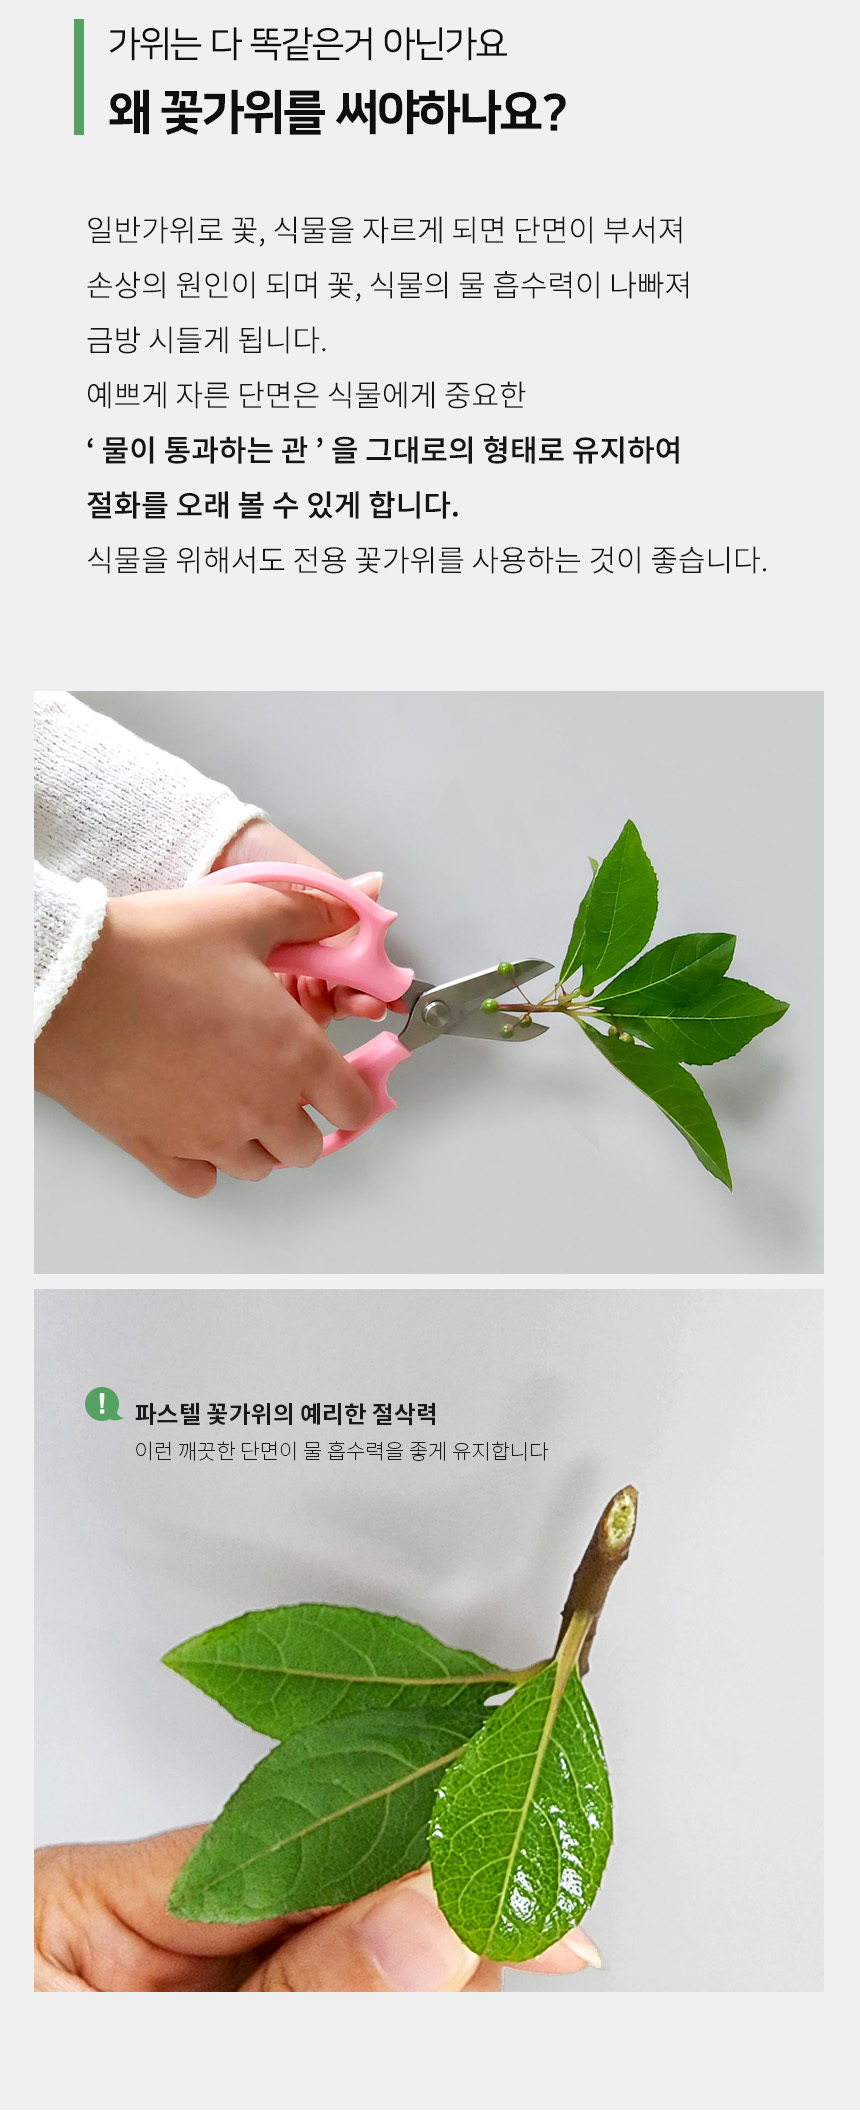 가위는 다 똑같은거 아닌가요
왜 꽃가위를 써야하나요?
일반가위로 꽃, 식물을 자르게 되면 단면이 부서져
손상의 원인이 되며 꽃, 식물의 물 흡수력이 나빠져
금방 시들게 됩니다.
예쁘게 자른 단면은 식물에게 중요한
‘ 물이 통과하는 관 ’ 을 그대로의 형태로 유지하여
절화를 오래 볼 수 있게 합니다.
식물을 위해서도 전용 꽃가위를 사용하는 것이 좋습니다.
! 파스텔 꽃가위의 예리한 절삭력
이런 깨끗한 단면이 물 흡수력을 좋게 유지합니다